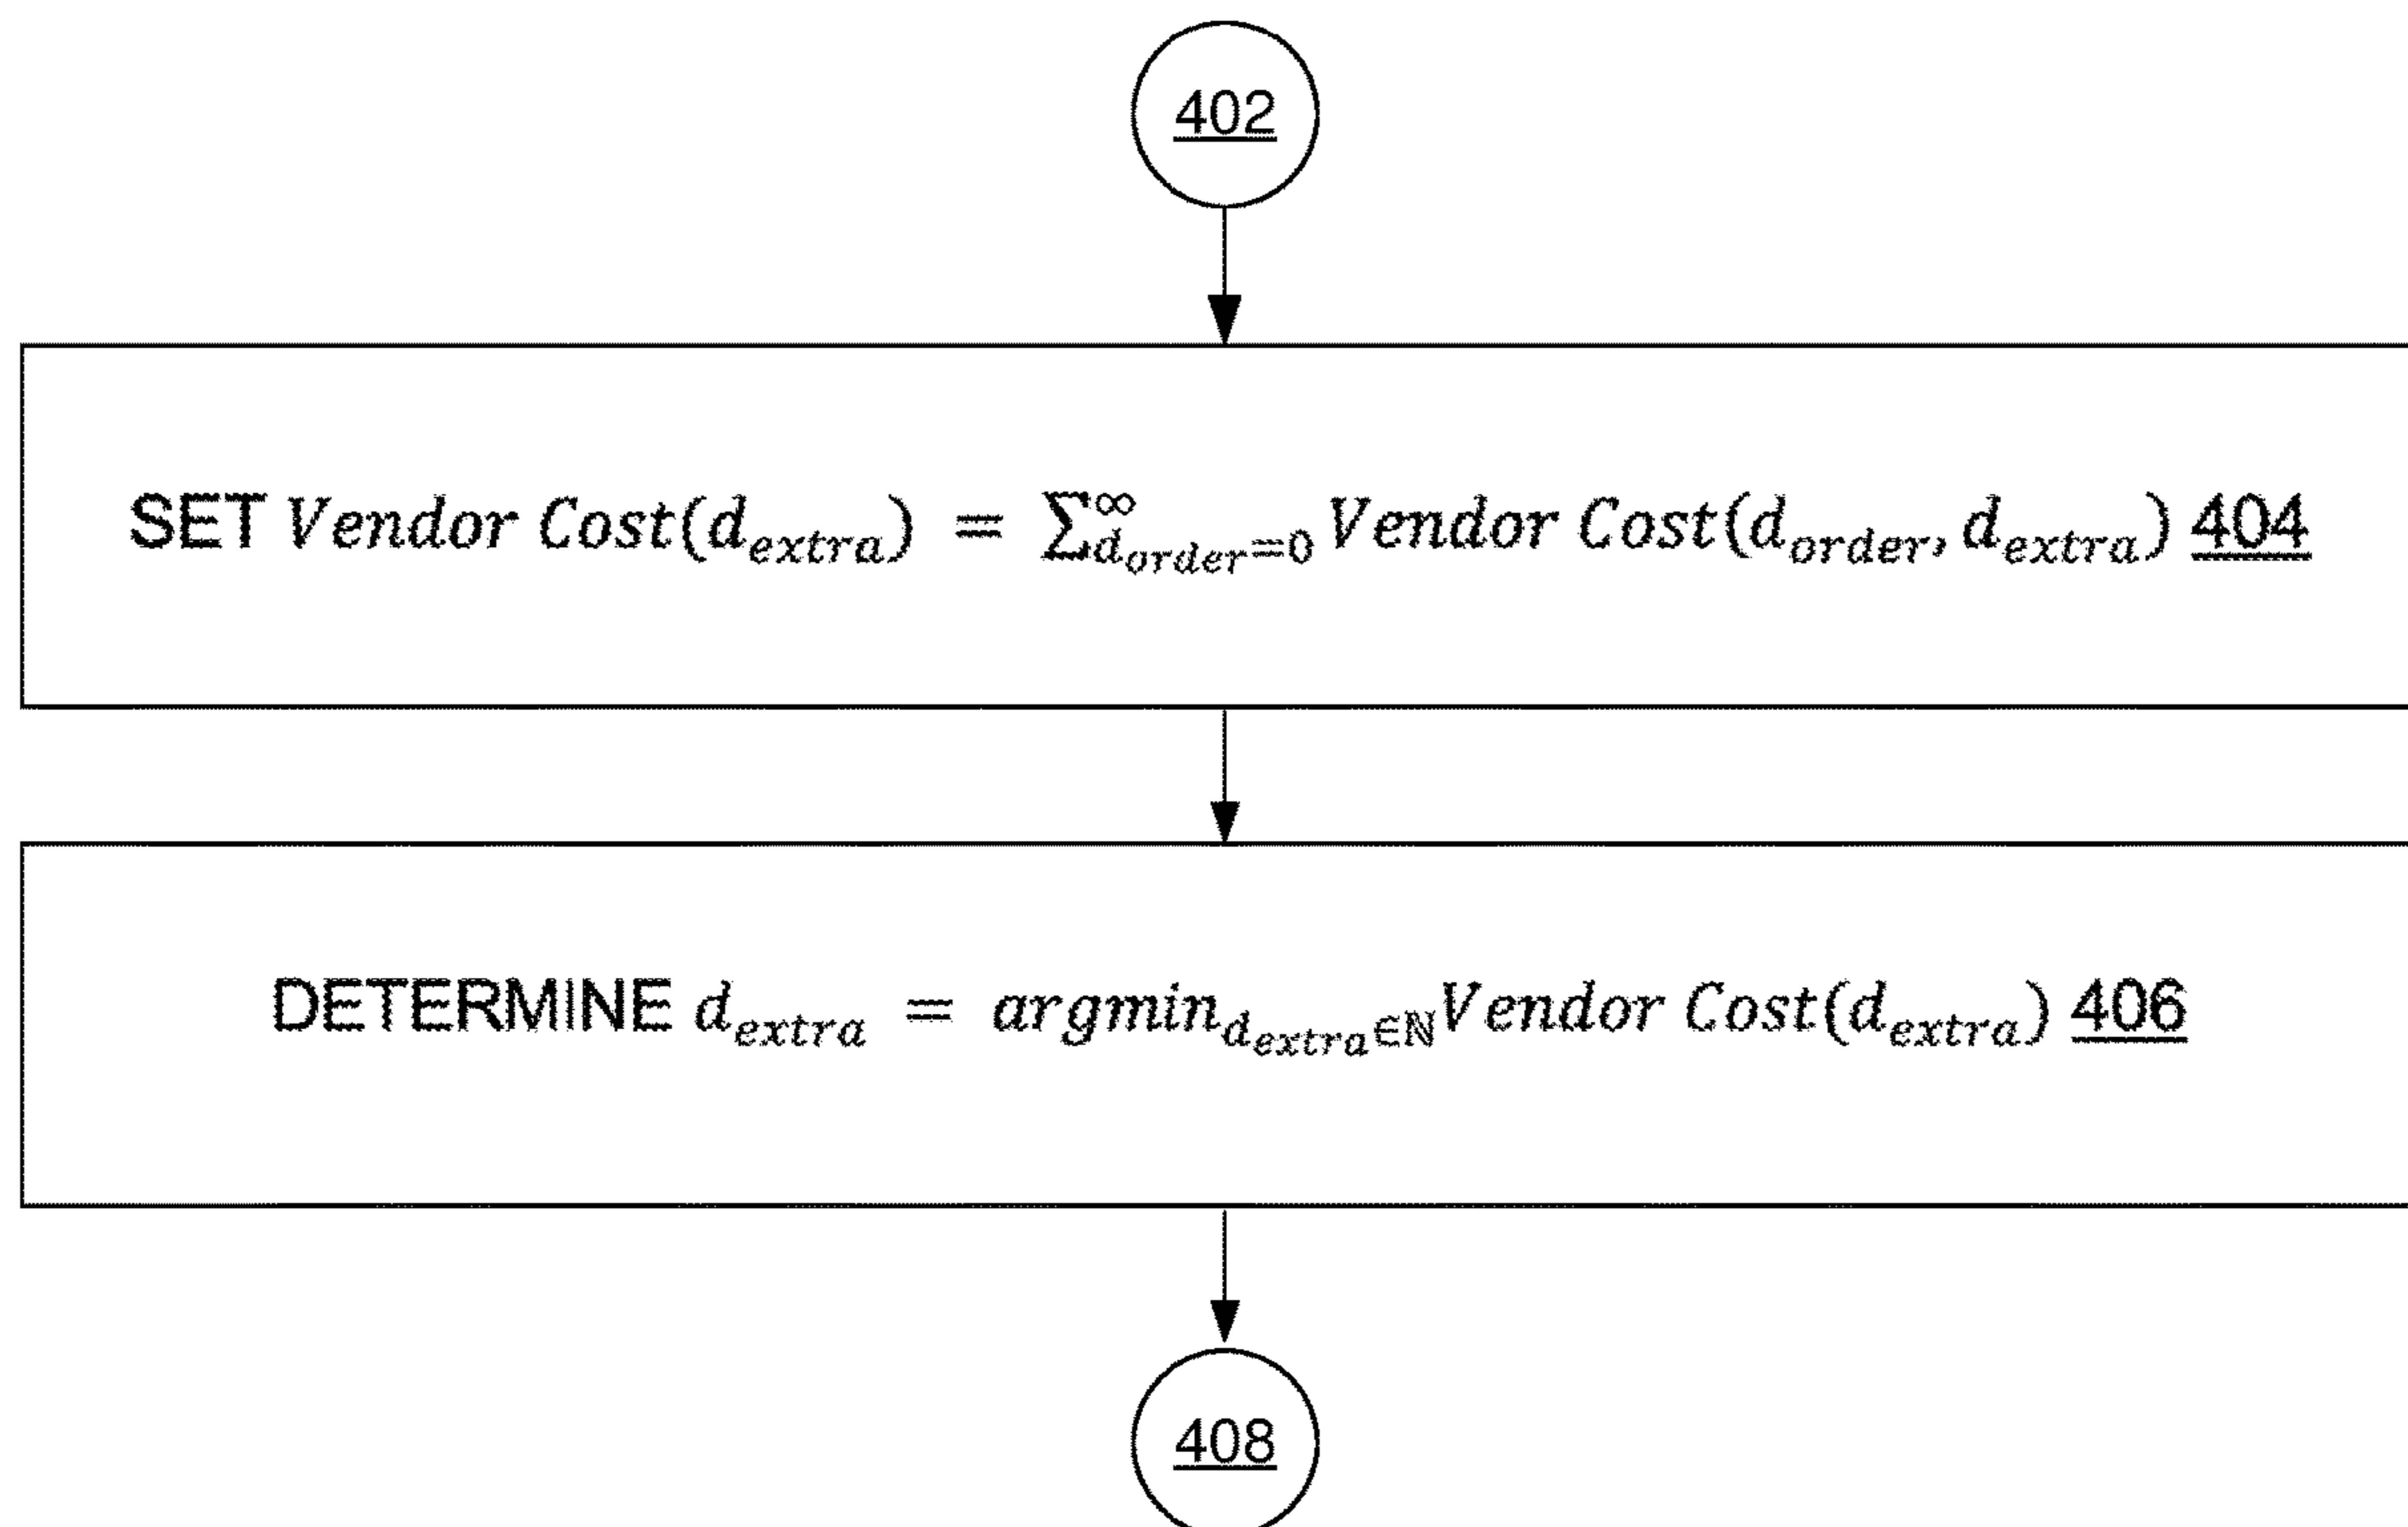 402
SET Vendor Cost(d_extra) = ∑_{d_order=0}^∞ Vendor Cost(d_order, d_extra) 404
DETERMINE d_extra = argmin_{d_extra∈ℕ} Vendor Cost(d_extra) 406
408